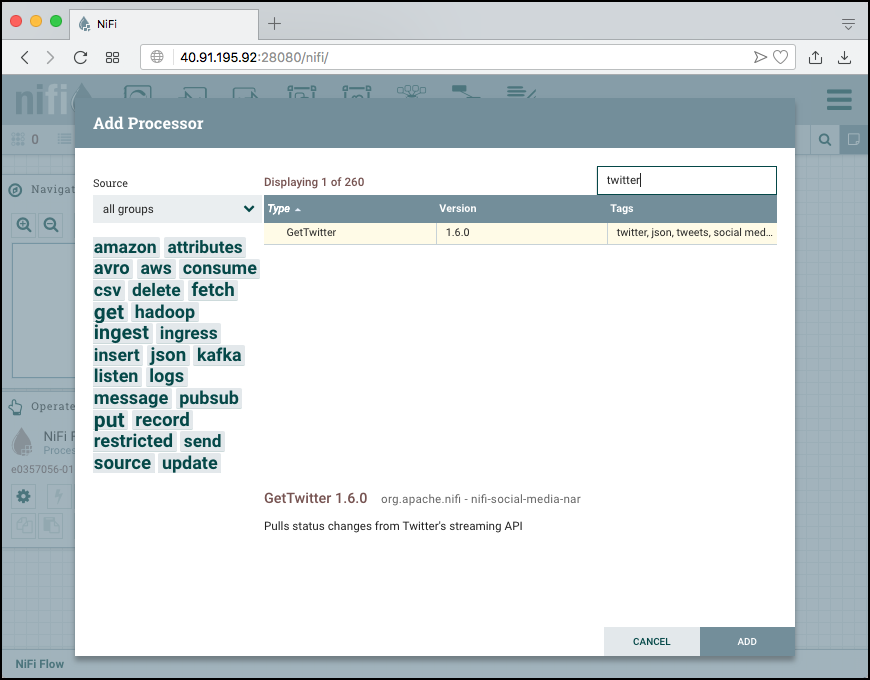 NiFi
40.91.195.92:28080/nifi/
nifi
0
Add Processor
Navigat
Source
Displaying 1 of 260
twitter
all groups
Type Version Tags
GetTwitter 1.6.0 twitter, json, tweets, social med...
amazon attributes
avro aws consume
csv delete fetch
get hadoop
ingest ingress
insert json kafka
listen logs
message pubsub
put record
restricted send
source update
Operate
NiFi F
Proces
e0357056-01
GetTwitter 1.6.0 org.apache.nifi - nifi-social-media-nar
Pulls status changes from Twitter's streaming API
CANCEL ADD
NiFi Flow